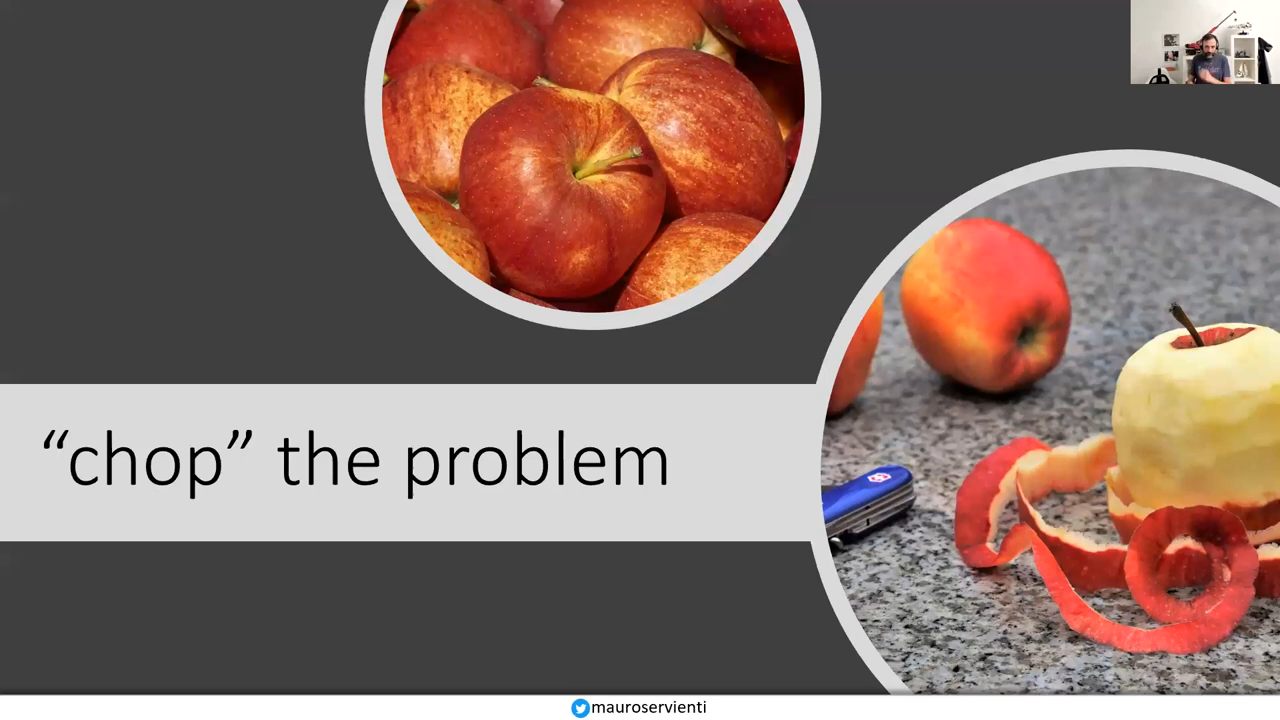 “chop” the problem
mauroservienti